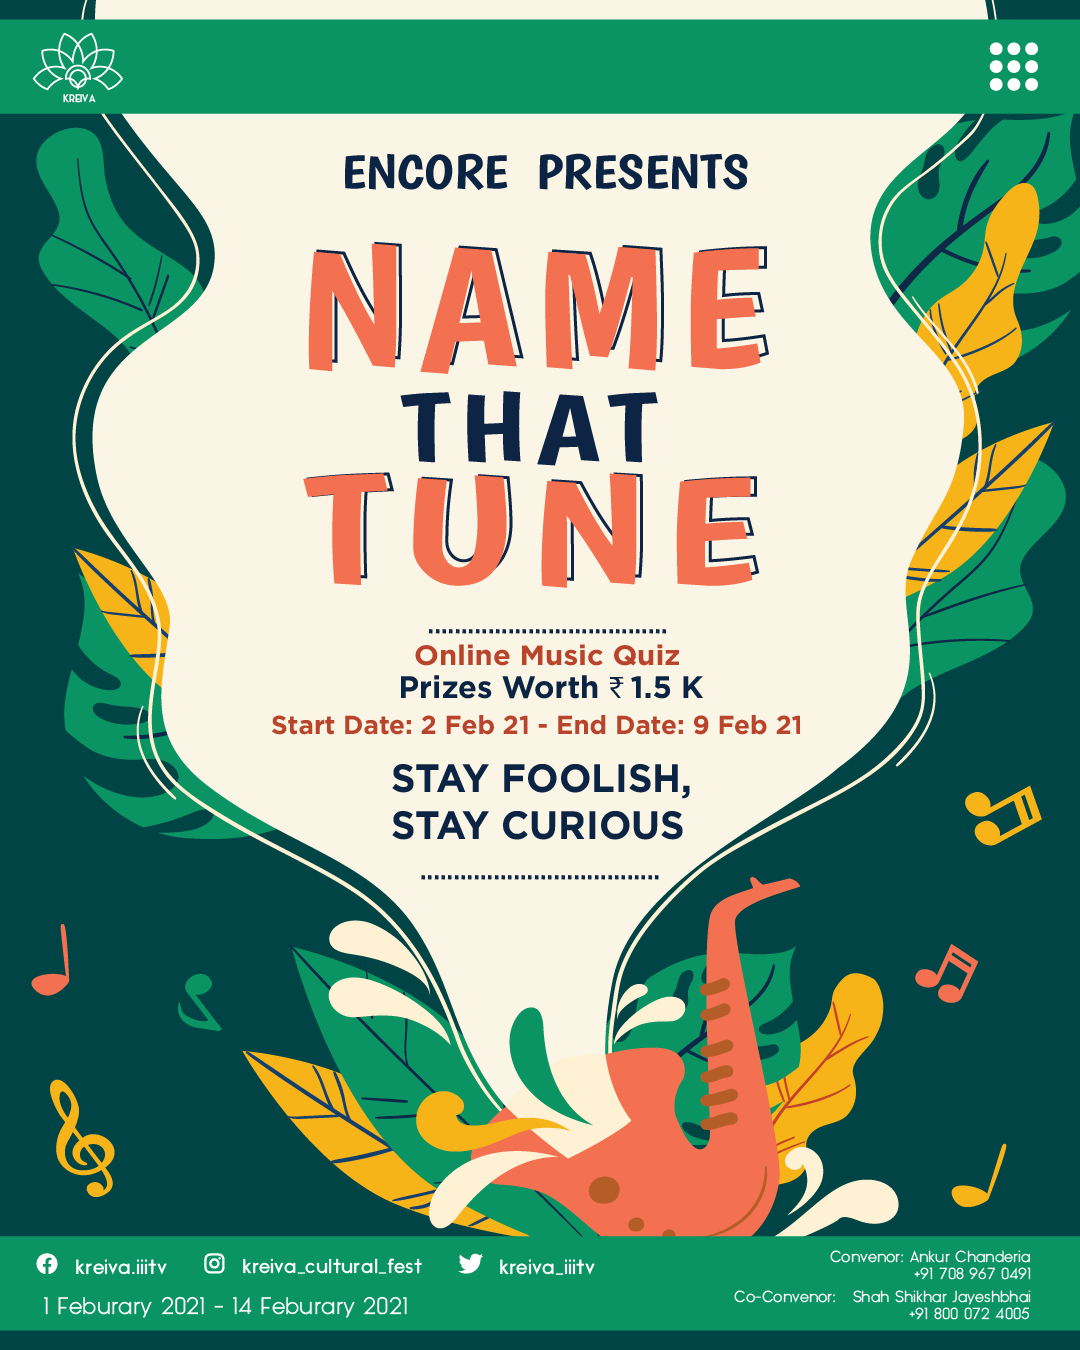 KREIVA
ENCORE PRESENTS
NAME
THAT
TUNE
Online Music Quiz
Prizes Worth ₹ 1.5 K
Start Date: 2 Feb 21 - End Date: 9 Feb 21
STAY FOOLISH,
STAY CURIOUS
kreiva.iiitv
kreiva_cultural_fest
kreiva_iiitv
1 Feburary 2021 - 14 Feburary 2021
Convenor: Ankur Chanderia
+91 708 967 0491
Co-Convenor: Shah Shikhar Jayeshbhai
+91 800 072 4005